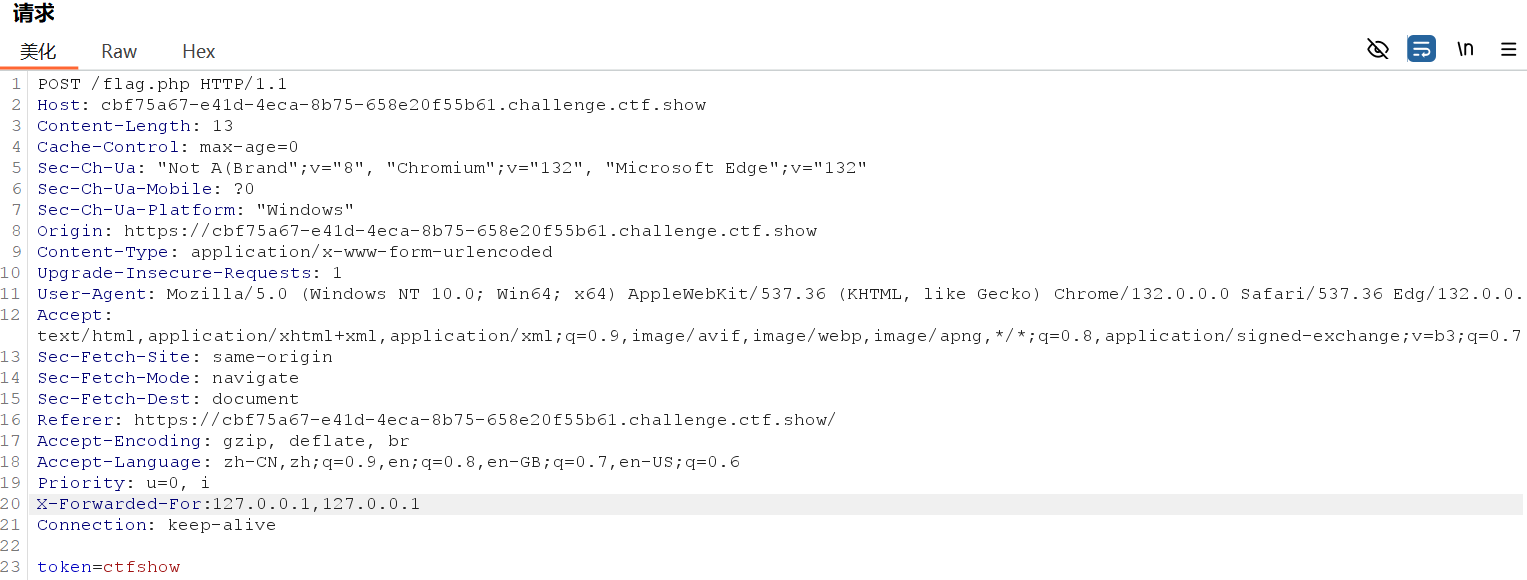 请求
美化 Raw Hex \n
1 POST /flag.php HTTP/1.1
2 Host: cbf75a67-e41d-4eca-8b75-658e20f55b61.challenge.ctf.show
3 Content-Length: 13
4 Cache-Control: max-age=0
5 Sec-Ch-Ua: "Not A(Brand";v="8", "Chromium";v="132", "Microsoft Edge";v="132"
6 Sec-Ch-Ua-Mobile: ?0
7 Sec-Ch-Ua-Platform: "Windows"
8 Origin: https://cbf75a67-e41d-4eca-8b75-658e20f55b61.challenge.ctf.show
9 Content-Type: application/x-www-form-urlencoded
10 Upgrade-Insecure-Requests: 1
11 User-Agent: Mozilla/5.0 (Windows NT 10.0; Win64; x64) AppleWebKit/537.36 (KHTML, like Gecko) Chrome/132.0.0.0 Safari/537.36 Edg/132.0.0.
12 Accept:
text/html,application/xhtml+xml,application/xml;q=0.9,image/avif,image/webp,image/apng,*/*;q=0.8,application/signed-exchange;v=b3;q=0.7
13 Sec-Fetch-Site: same-origin
14 Sec-Fetch-Mode: navigate
15 Sec-Fetch-Dest: document
16 Referer: https://cbf75a67-e41d-4eca-8b75-658e20f55b61.challenge.ctf.show/
17 Accept-Encoding: gzip, deflate, br
18 Accept-Language: zh-CN,zh;q=0.9,en;q=0.8,en-GB;q=0.7,en-US;q=0.6
19 Priority: u=0, i
20 X-Forwarded-For:127.0.0.1,127.0.0.1
21 Connection: keep-alive
22
23 token=ctfshow